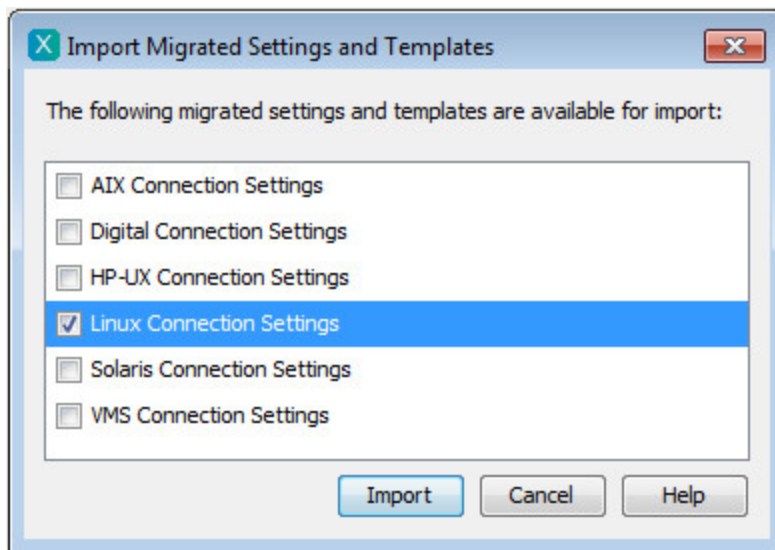 Import Migrated Settings and Templates
The following migrated settings and templates are available for import:
AIX Connection Settings
Digital Connection Settings
HP-UX Connection Settings
Linux Connection Settings
Solaris Connection Settings
VMS Connection Settings
Import Cancel Help